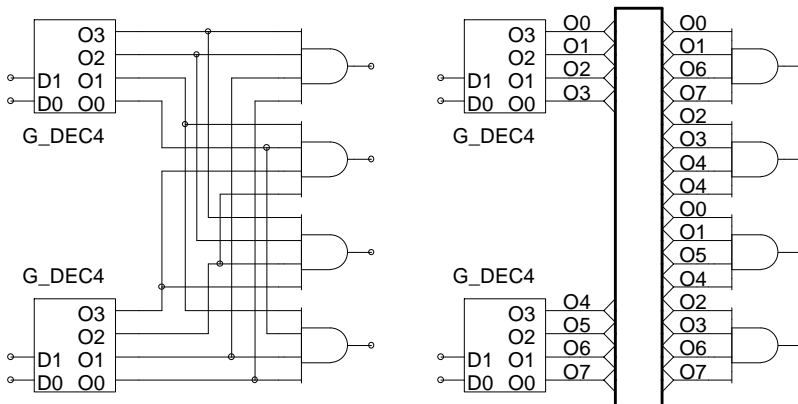 O3
O2
D1 O1
D0 O0
G_DEC4
G_DEC4
O3
O2
D1 O1
D0 O0
O3 O0
O2 O1
D1 O1 O2
D0 O0 O3
G_DEC4
G_DEC4
O3 O4
O2 O5
D1 O1 O6
D0 O0 O7
O0
O1
O6
O7
O2
O3
O4
O4
O0
O1
O5
O4
O2
O3
O6
O7